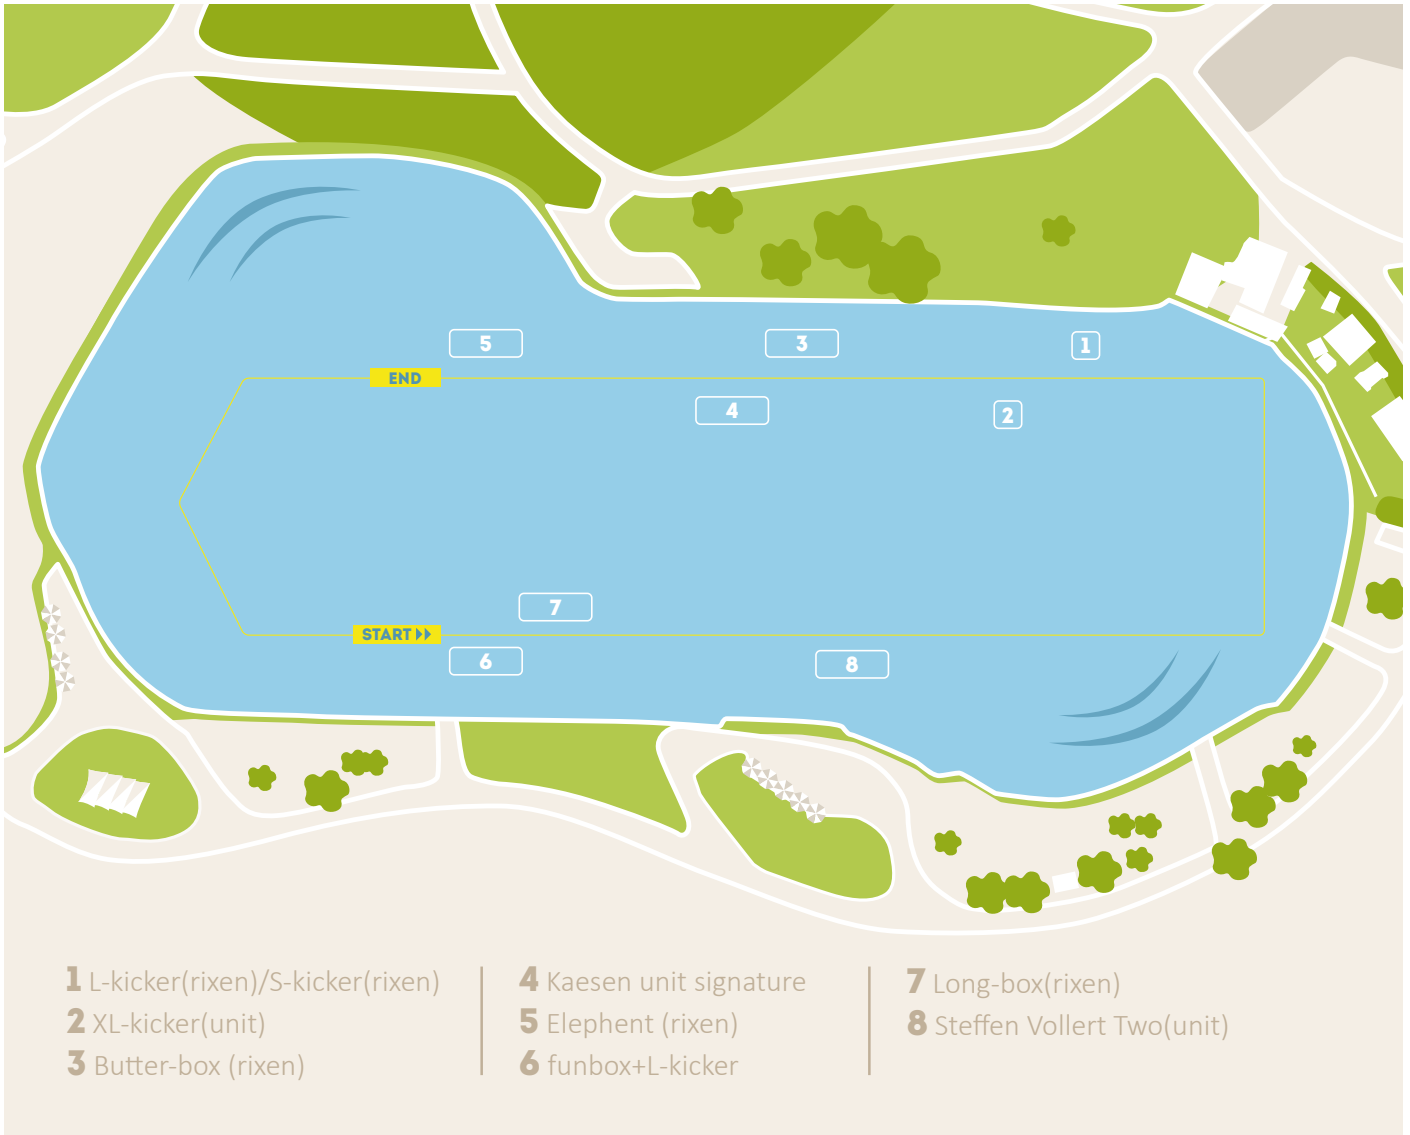 5
3
1
END
4
2
7
START
6
8
1 L-kicker(rixen)/S-kicker(rixen)
2 XL-kicker(unit)
3 Butter-box (rixen)
4 Kaesen unit signature
5 Elephent (rixen)
6 funbox+L-kicker
7 Long-box(rixen)
8 Steffen Vollert Two(unit)